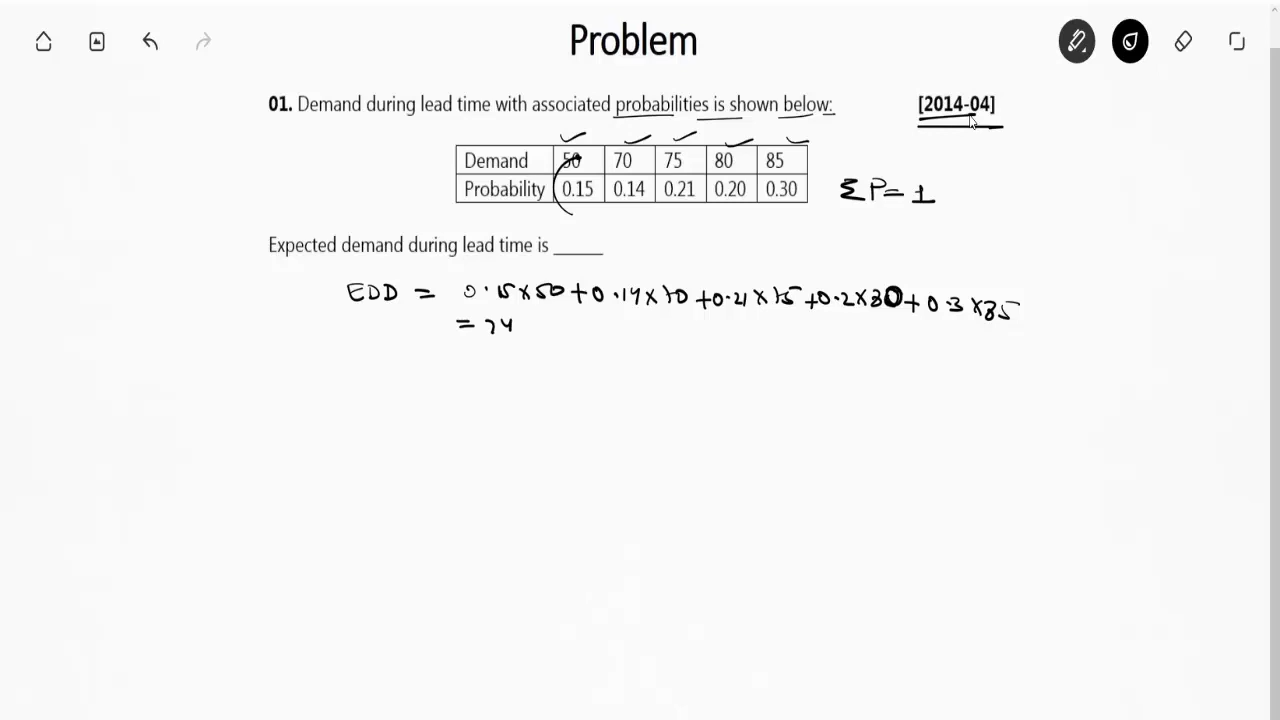 Problem
01. Demand during lead time with associated probabilities is shown below: [2014-04]
Demand 50 70 75 80 85
Probability 0.15 0.14 0.21 0.20 0.30
ΣP = 1
Expected demand during lead time is _____
EDD = 0.15×50+0.14×70+0.21×75+0.2×80+0.3×85
= 74